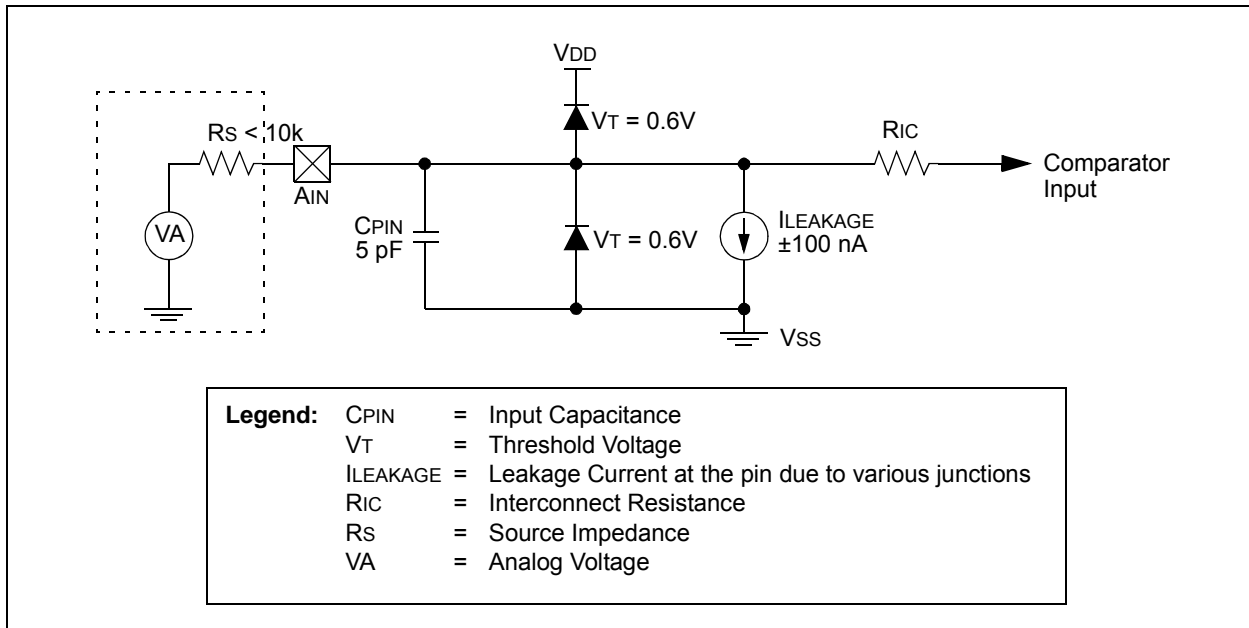 VDD
VT = 0.6V
RS < 10k
RIC
AIN
Comparator
Input
VA
CPIN
5 pF
VT = 0.6V
ILEAKAGE
±100 nA
VSS
Legend: CPIN = Input Capacitance
VT = Threshold Voltage
ILEAKAGE = Leakage Current at the pin due to various junctions
RIC = Interconnect Resistance
RS = Source Impedance
VA = Analog Voltage